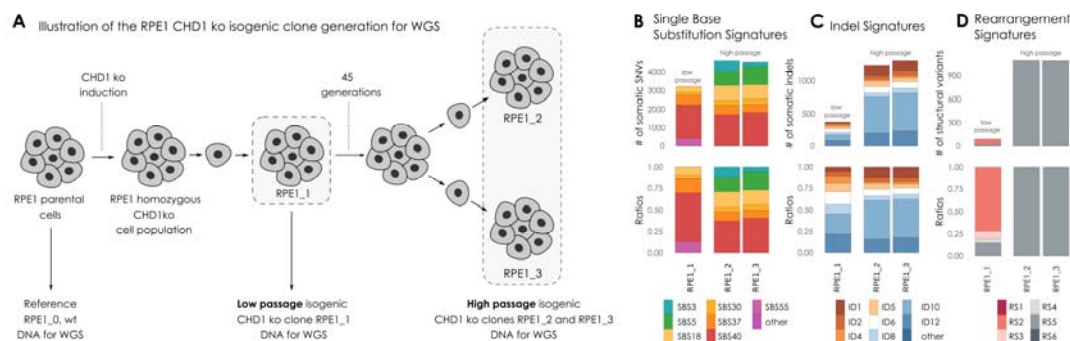 A
Illustration of the RPE1 CHD1 ko isogenic clone generation for WGS
CHD1 ko
induction
45
generations
RPE1_2
RPE1_1
RPE1_3
RPE1 parental
cells
RPE1 homozygous
CHD1ko
cell population
Reference
RPE1_0, wt
DNA for WGS
Low passage isogenic
CHD1 ko clone RPE1_1
DNA for WGS
High passage isogenic
CHD1 ko clones RPE1_2 and RPE1_3
DNA for WGS
B
Single Base
Substitution Signatures
high passage
low
passage
# of somatic SNVs
4000
3000
2000
1000
0
Ratios
1.00
0.75
0.50
0.25
0.00
RPE1_1
RPE1_2
RPE1_3
SBS3
SBS5
SBS18
SBS30
SBS37
SBS40
SBS55
other
C
Indel Signatures
high passage
low
passage
# of somatic indels
1000
500
0
Ratios
1.00
0.75
0.50
0.25
0.00
RPE1_1
RPE1_2
RPE1_3
ID1
ID2
ID4
ID5
ID6
ID8
ID10
ID12
other
D
Rearrangement
Signatures
high passage
low
passage
# of structural variants
900
600
300
0
Ratios
1.00
0.75
0.50
0.25
0.00
RPE1_1
RPE1_2
RPE1_3
RS1
RS2
RS3
RS4
RS5
RS6